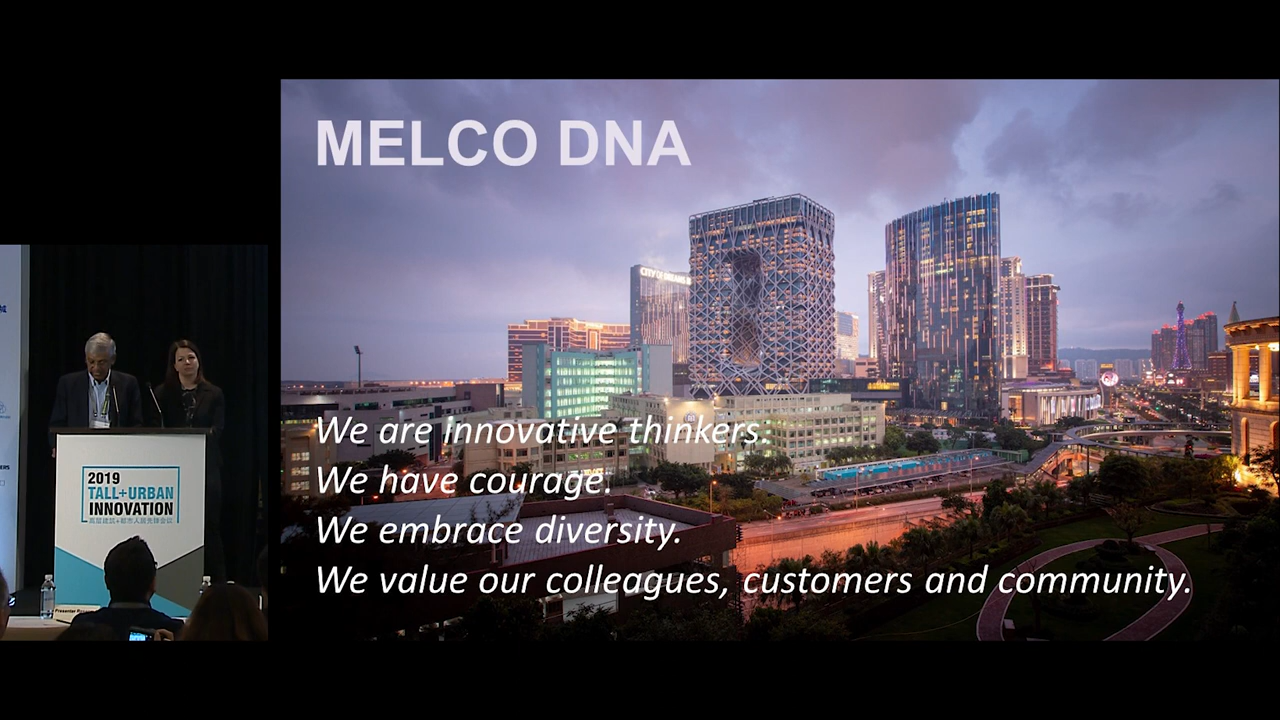 MELCO DNA
CITY OF DREAMS
We are innovative thinkers.
We have courage.
We embrace diversity.
We value our colleagues, customers and community.
2019
TALL+URBAN
INNOVATION